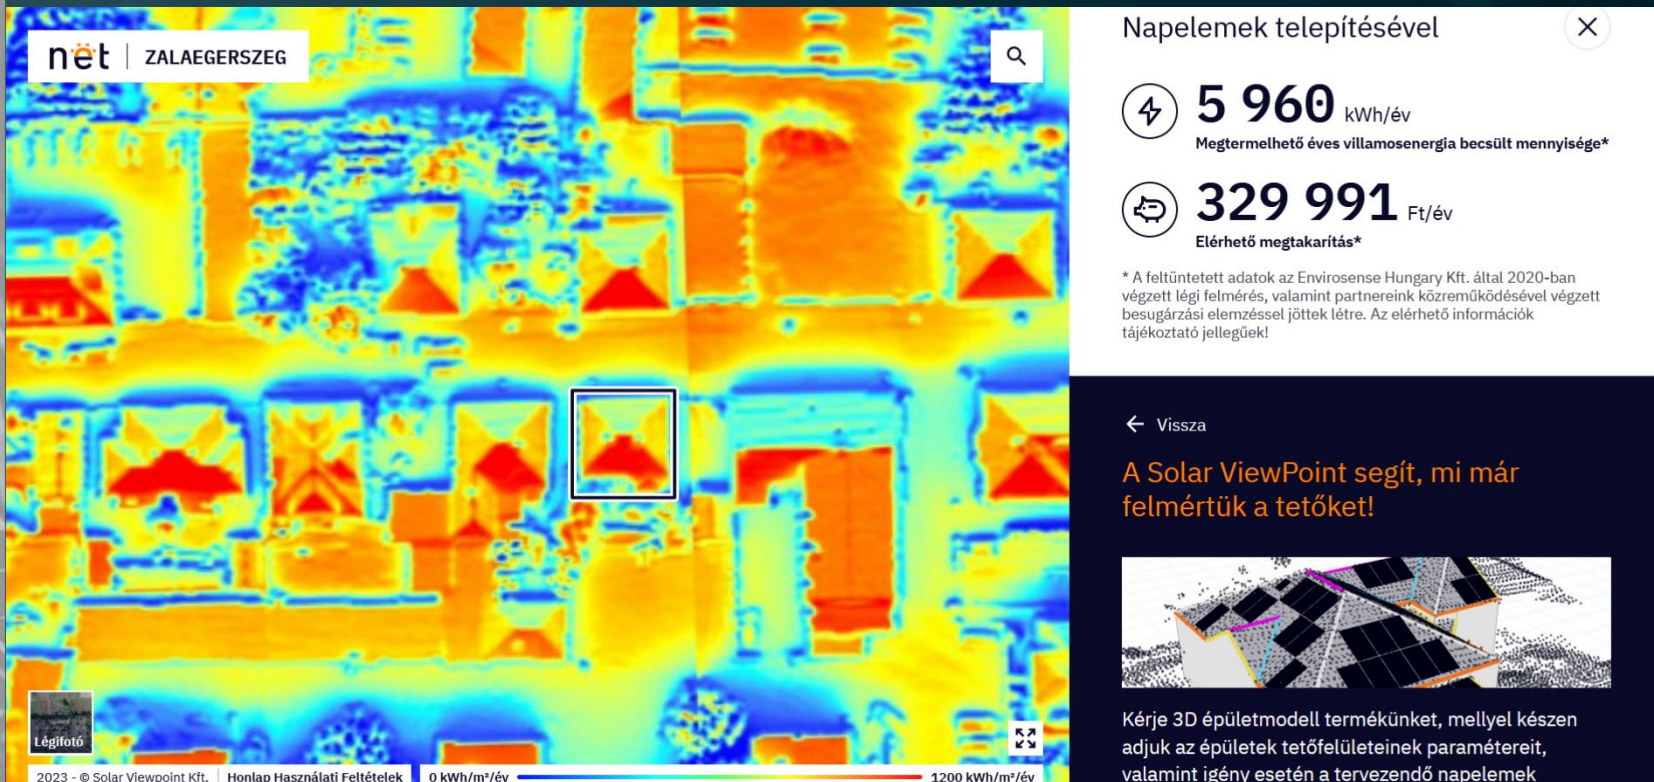 nët | ZALAEGERSZEG
Légifotó
2023 - © Solar Viewpoint Kft. | Honlap Használati Feltételek
0 kWh/m²/év
1200 kWh/m²/év
Napelemek telepítésével
5 960 kWh/év
Megtermelhető éves villamosenergia becsült mennyisége*
329 991 Ft/év
Elérhető megtakarítás*
* A feltüntetett adatok az Envirosense Hungary Kft. által 2020-ban
végzett légi felmérés, valamint partnereink közreműködésével végzett
besugárzási elemzéssel jöttek létre. Az elérhető információk
tájékoztató jellegűek!
← Vissza
A Solar ViewPoint segít, mi már
felmértük a tetőket!
Kérje 3D épületmodell termékünket, mellyel készen
adjuk az épületek tetőfelületeinek paramétereit,
valamint igény esetén a tervezendő napelemek